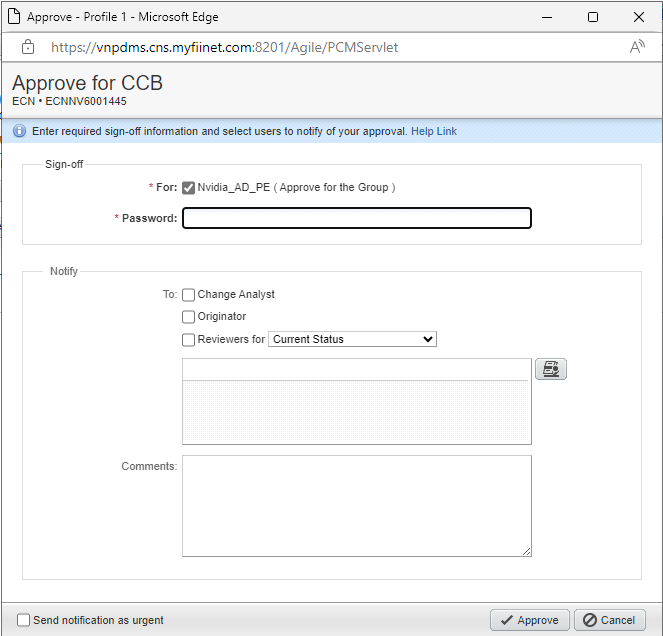 Approve - Profile 1 - Microsoft Edge
https://vnpdms.cns.myfiinet.com:8201/Agile/PCMServlet
Approve for CCB
ECN • ECNNV6001445
Enter required sign-off information and select users to notify of your approval. Help Link
Sign-off
* For: Nvidia_AD_PE ( Approve for the Group )
* Password:
Notify
To: Change Analyst
Originator
Reviewers for Current Status
Comments:
Send notification as urgent
Approve Cancel